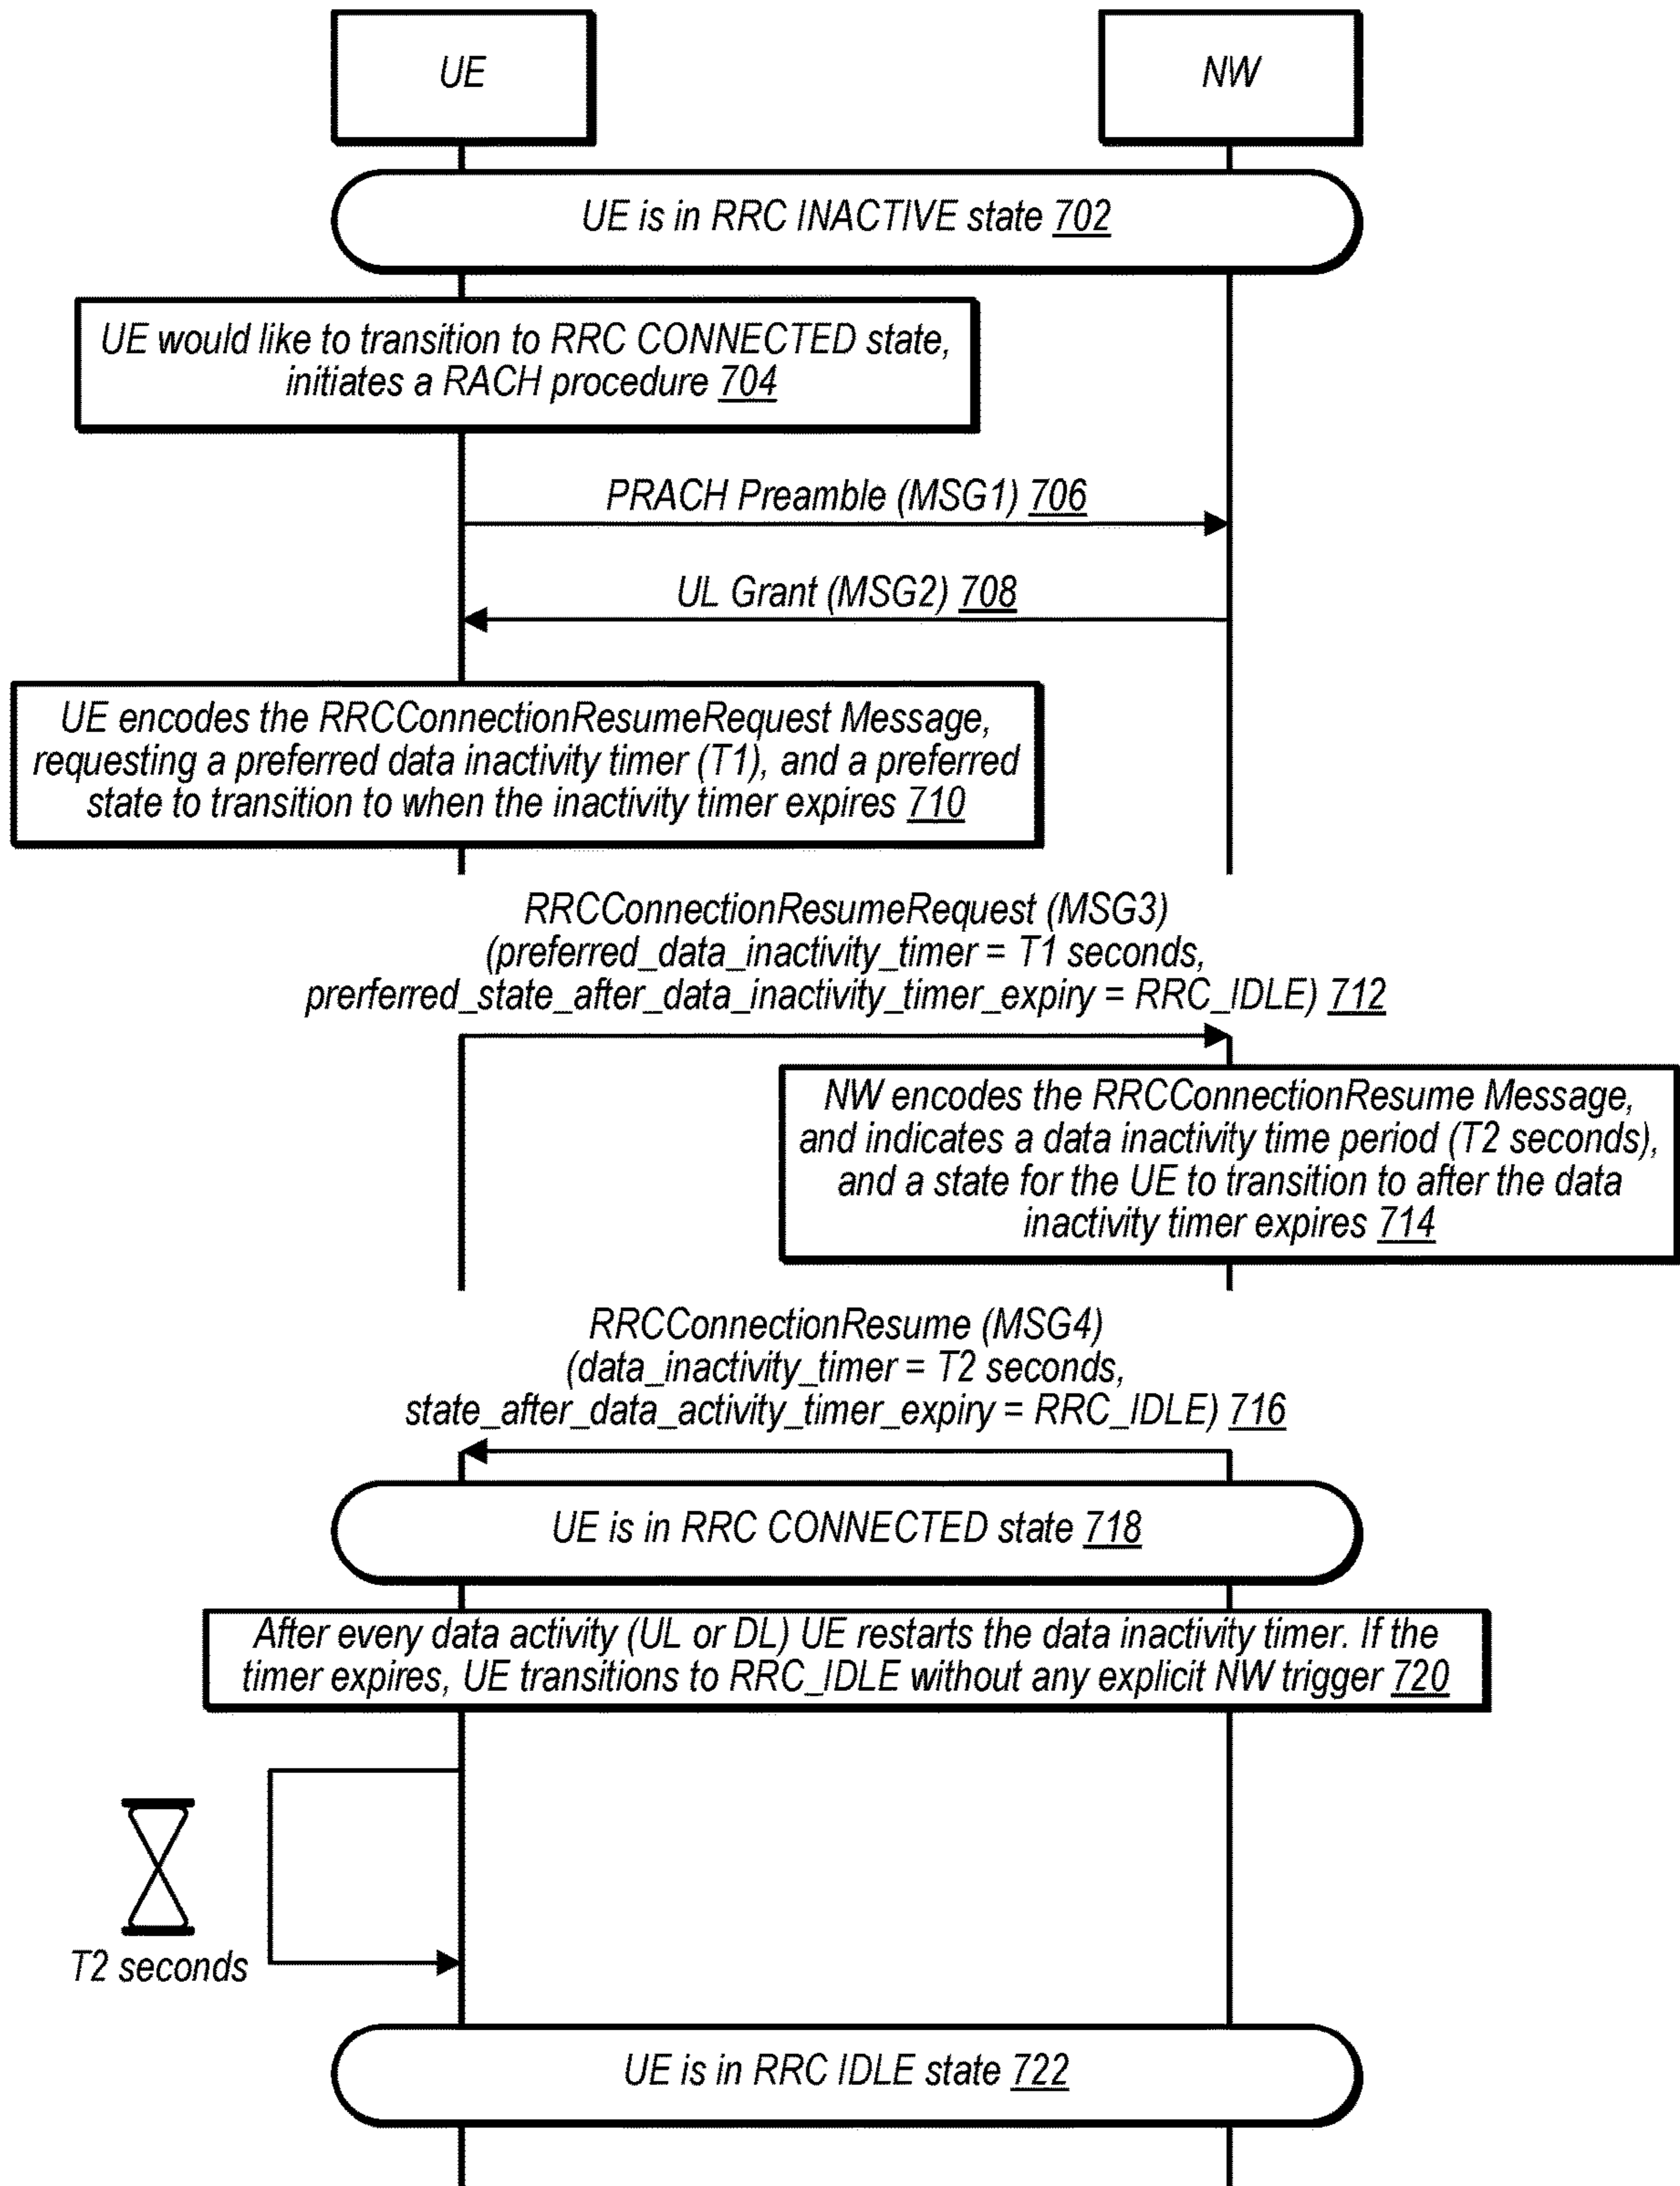 UE
NW
UE is in RRC INACTIVE state 702
UE would like to transition to RRC CONNECTED state,
initiates a RACH procedure 704
PRACH Preamble (MSG1) 706
UL Grant (MSG2) 708
UE encodes the RRCConnectionResumeRequest Message,
requesting a preferred data inactivity timer (T1), and a preferred
state to transition to when the inactivity timer expires 710
RRCConnectionResumeRequest (MSG3)
(preferred_data_inactivity_timer = T1 seconds,
prerferred_state_after_data_inactivity_timer_expiry = RRC_IDLE) 712
NW encodes the RRCConnectionResume Message,
and indicates a data inactivity time period (T2 seconds),
and a state for the UE to transition to after the data
inactivity timer expires 714
RRCConnectionResume (MSG4)
(data_inactivity_timer = T2 seconds,
state_after_data_activity_timer_expiry = RRC_IDLE) 716
UE is in RRC CONNECTED state 718
After every data activity (UL or DL) UE restarts the data inactivity timer. If the
timer expires, UE transitions to RRC_IDLE without any explicit NW trigger 720
T2 seconds
UE is in RRC IDLE state 722